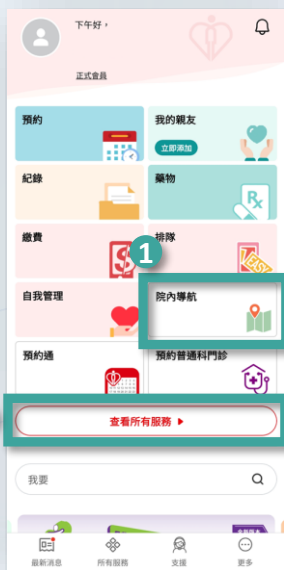 下午好，
正式會員
預約
我的親友
立即添加
紀錄
藥物
Rx
繳費
排隊
EASY
1
自我管理
院內導航
預約通
預約普通科門診
查看所有服務
我要
最新消息
所有服務
支援
更多